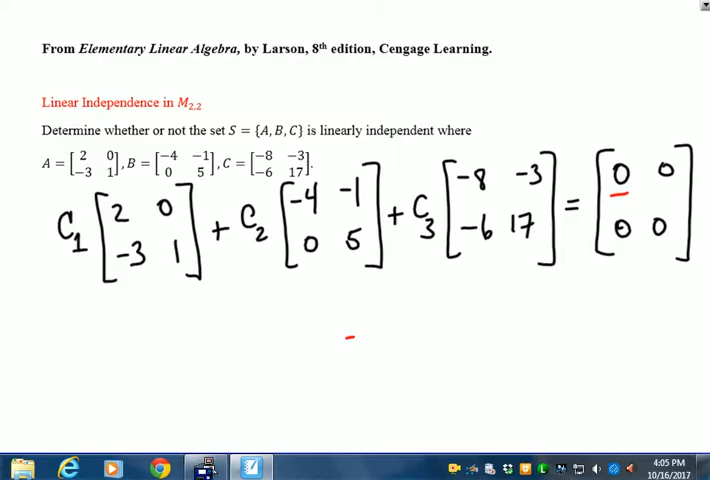 From Elementary Linear Algebra, by Larson, 8th edition, Cengage Learning.
Linear Independence in M2,2
Determine whether or not the set S = {A, B, C} is linearly independent where
A = [2 0; −3 1], B = [−4 −1; 0 5], C = [−8 −3; −6 17].
C1 [2 0; −3 1] + C2 [−4 −1; 0 5] + C3 [−8 −3; −6 17] = [0 0; 0 0]
4:05 PM
10/16/2017